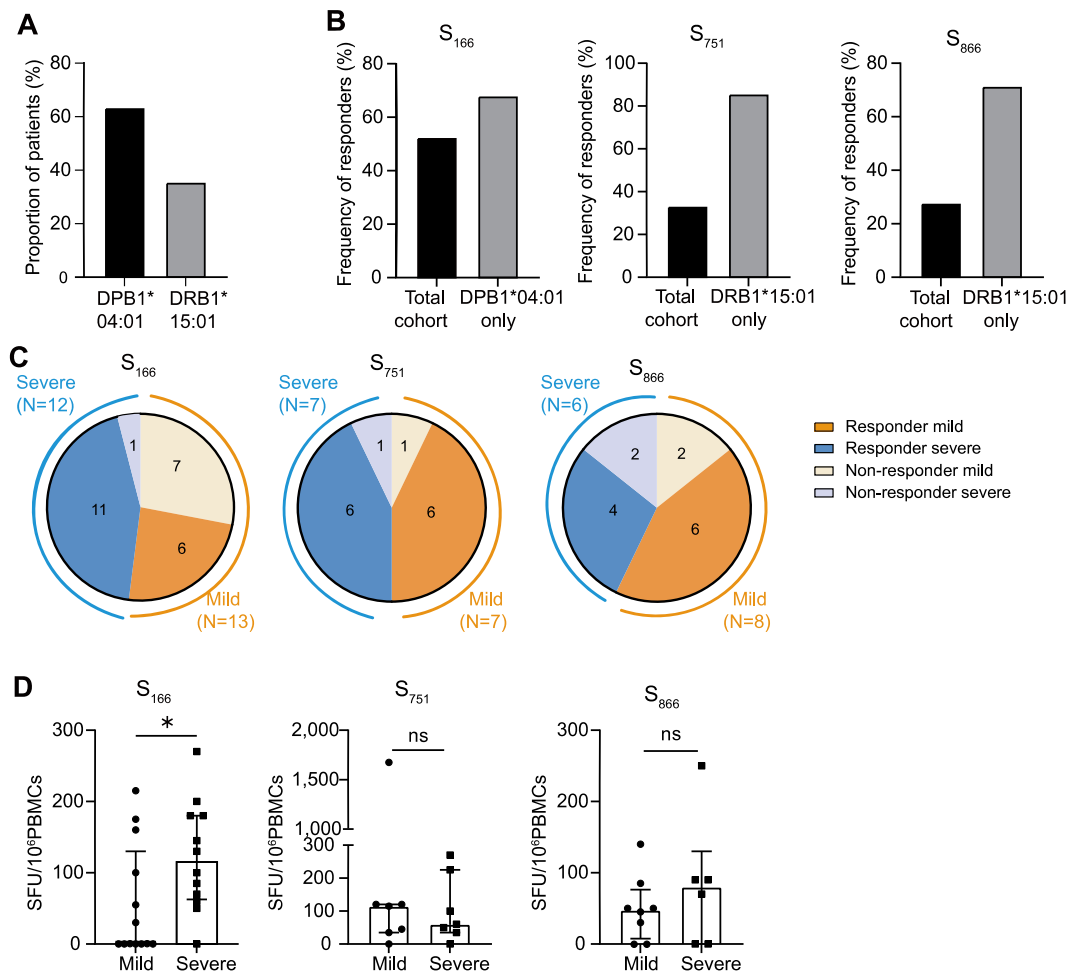 A
Proportion of patients (%)
80
60
40
20
0
DPB1*
04:01
DRB1*
15:01
B
S166
Frequency of responders (%)
80
60
40
20
0
Total
cohort
DPB1*04:01
only
S751
Frequency of responders (%)
100
80
60
40
20
0
Total
cohort
DRB1*15:01
only
S866
Frequency of responders (%)
80
60
40
20
0
Total
cohort
DRB1*15:01
only
C
S166
Severe
(N=12)
1
7
11
6
Mild
(N=13)
S751
Severe
(N=7)
1
1
6
6
Mild
(N=7)
S866
Severe
(N=6)
2
2
4
6
Mild
(N=8)
Responder mild
Responder severe
Non-responder mild
Non-responder severe
D
S166
*
SFU/10⁶PBMCs
300
200
100
0
Mild
Severe
S751
ns
SFU/10⁶PBMCs
2,000
1,500
1,000
300
200
100
0
Mild
Severe
S866
ns
SFU/10⁶PBMCs
300
200
100
0
Mild
Severe